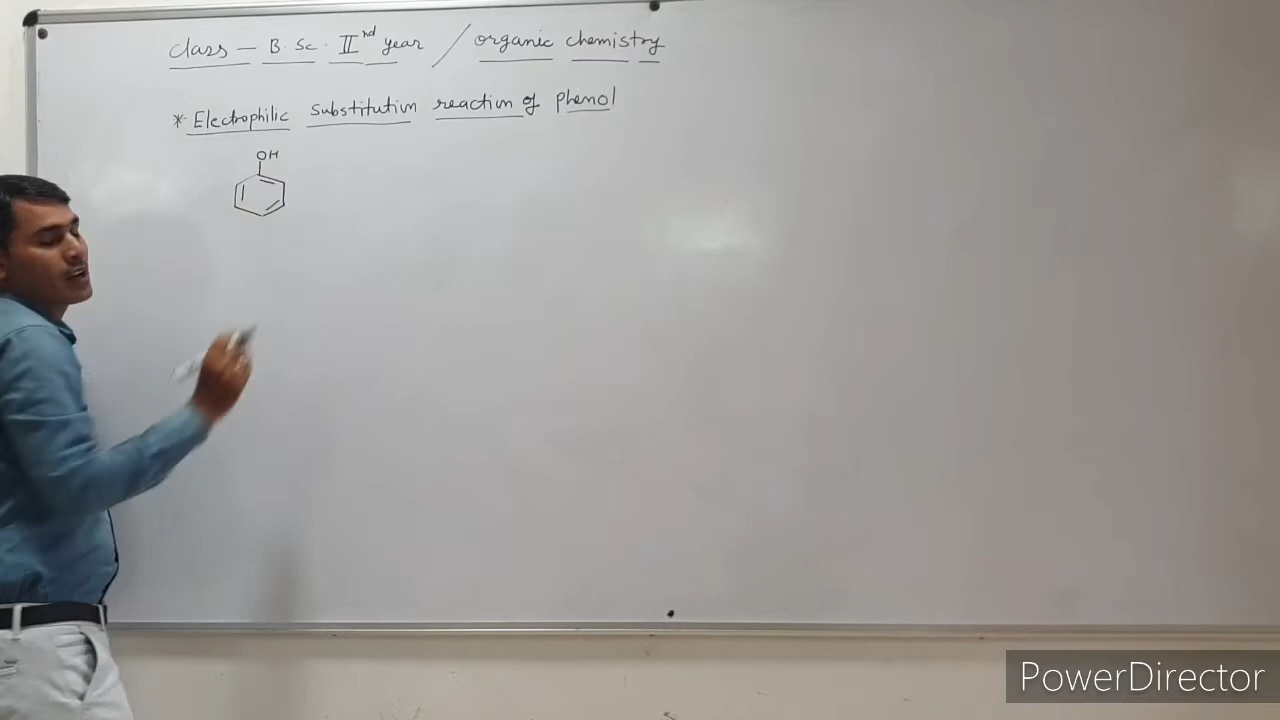 class – B.Sc. IInd year / organic chemistry
* Electrophilic substitution reaction of phenol
OH
PowerDirector